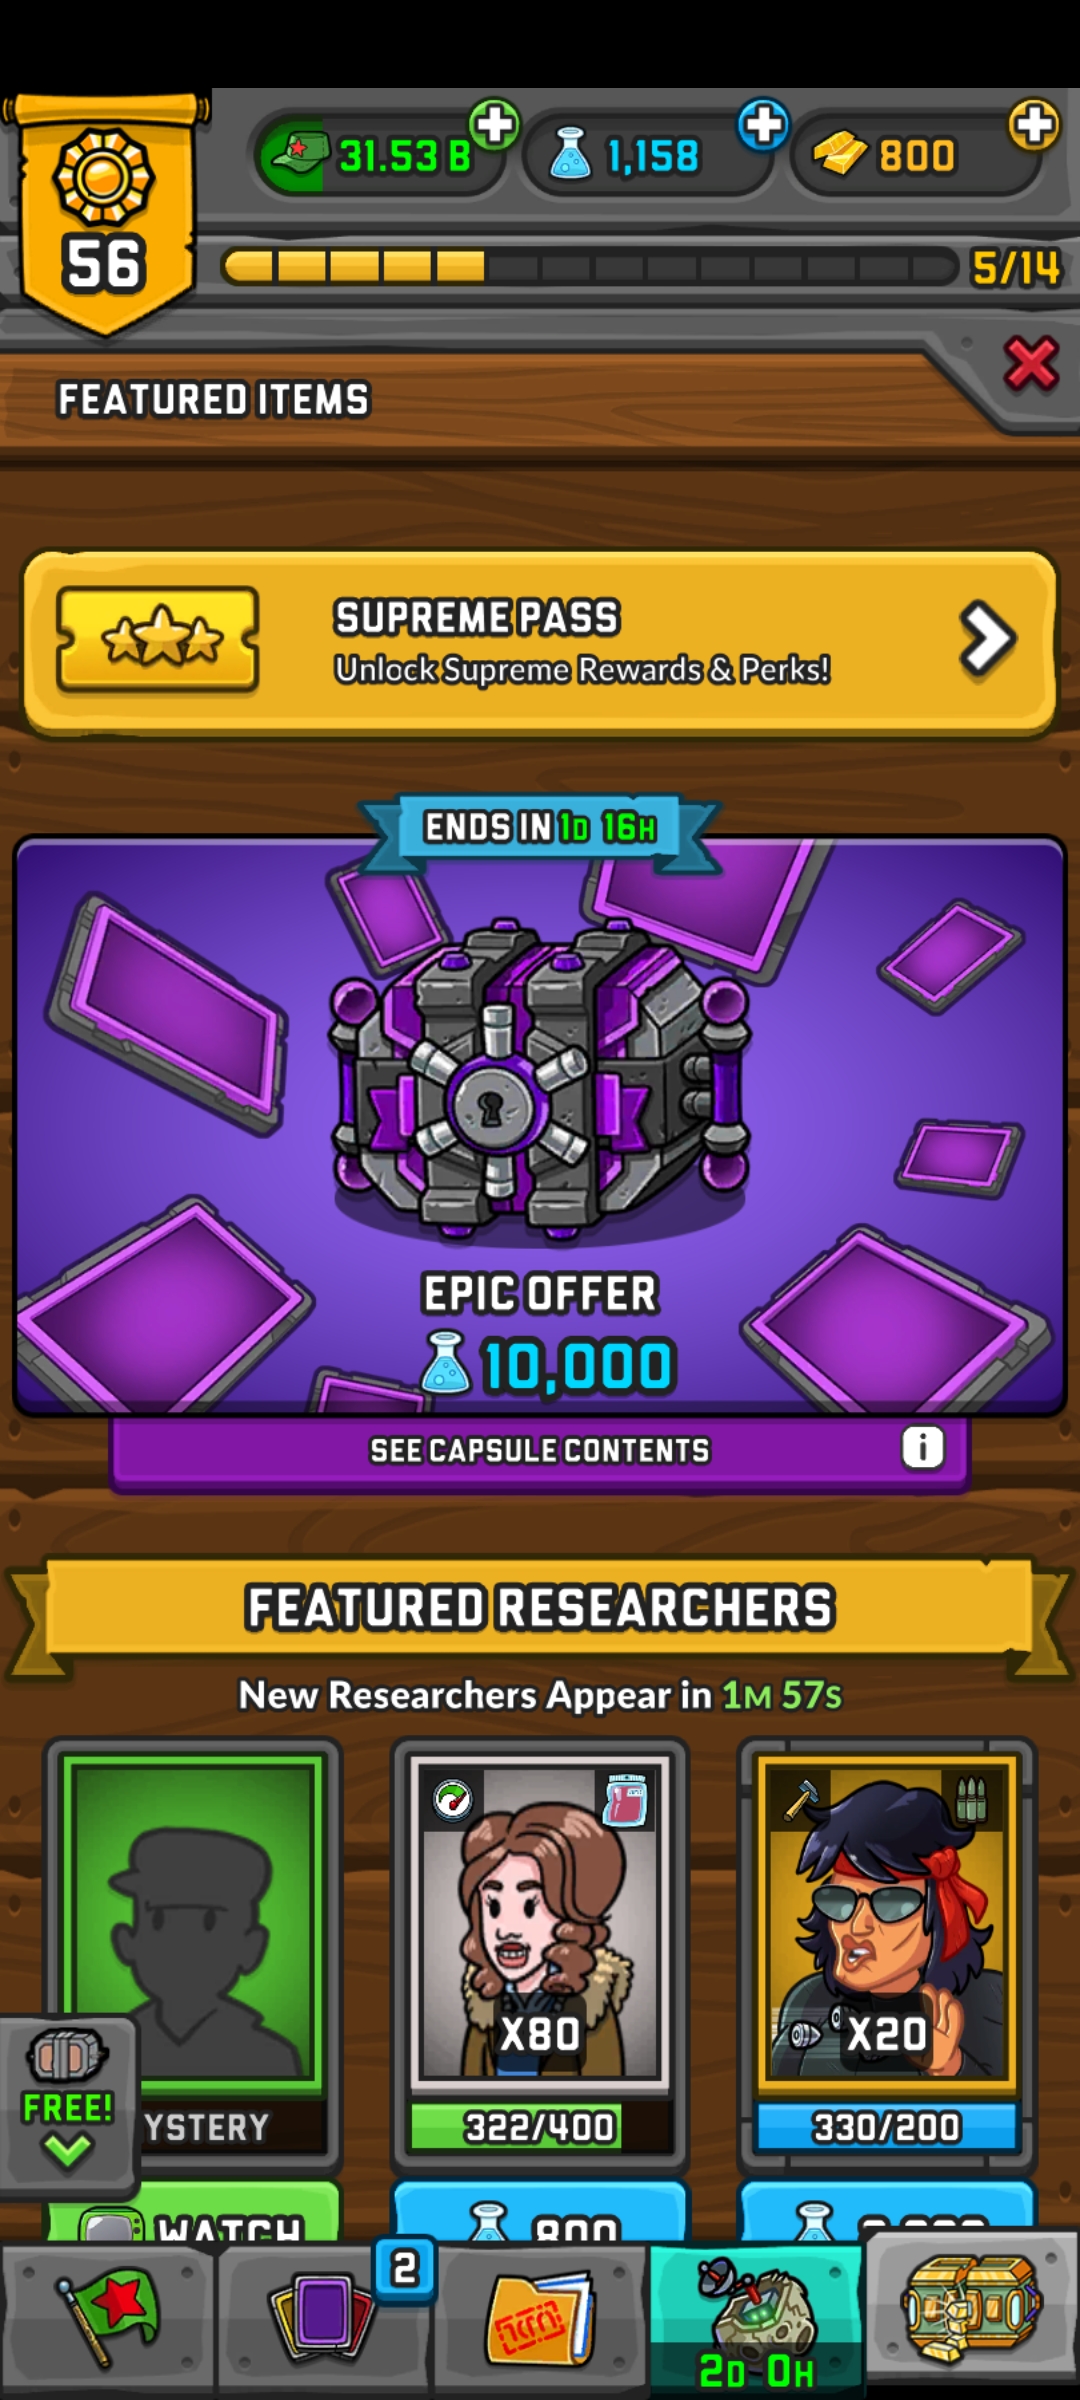 31.53 B
1,158
800
56
5/14
FEATURED ITEMS
SUPREME PASS
Unlock Supreme Rewards & Perks!
ENDS IN 1D 16H
EPIC OFFER
10,000
SEE CAPSULE CONTENTS
i
FEATURED RESEARCHERS
New Researchers Appear in 1M 57S
X80
X20
FREE!
YSTERY
322/400
330/200
WATCH
800
2
2D 0H